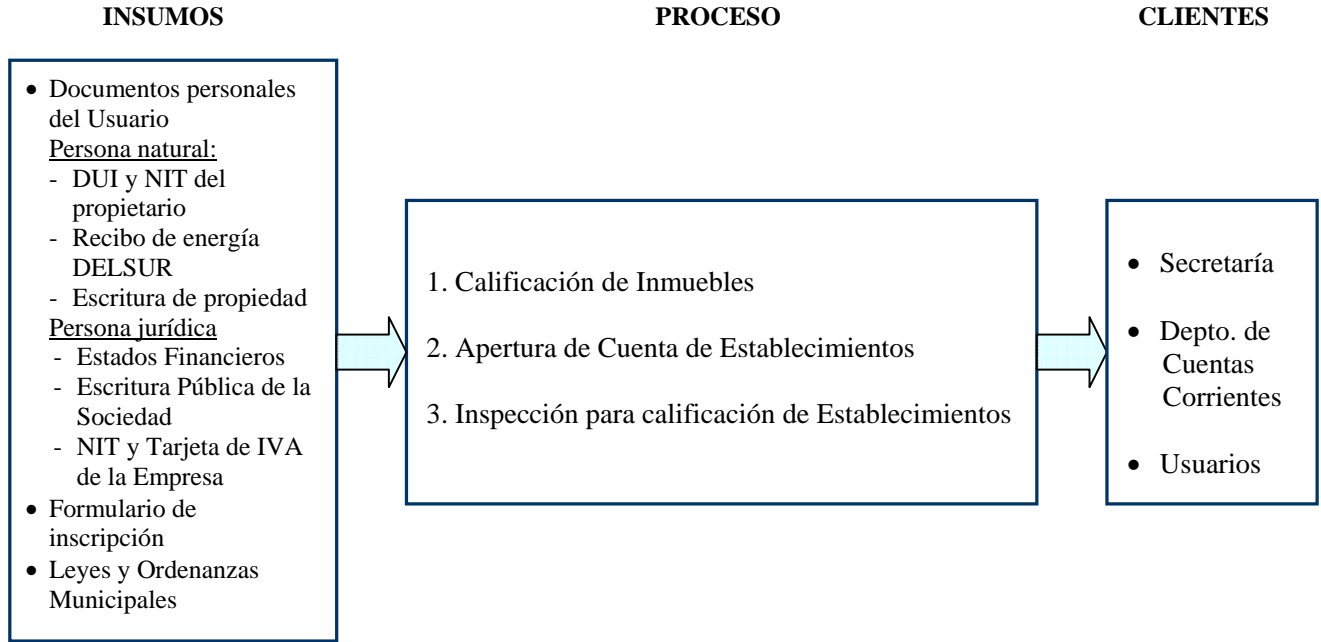 INSUMOS
PROCESO
CLIENTES
• Documentos personales
del Usuario
Persona natural:
- DUI y NIT del
propietario
- Recibo de energía
DELSUR
- Escritura de propiedad
Persona jurídica
- Estados Financieros
- Escritura Pública de la
Sociedad
- NIT y Tarjeta de IVA
de la Empresa
• Formulario de
inscripción
• Leyes y Ordenanzas
Municipales
1. Calificación de Inmuebles
2. Apertura de Cuenta de Establecimientos
3. Inspección para calificación de Establecimientos
• Secretaría
• Depto. de
Cuentas
Corrientes
• Usuarios